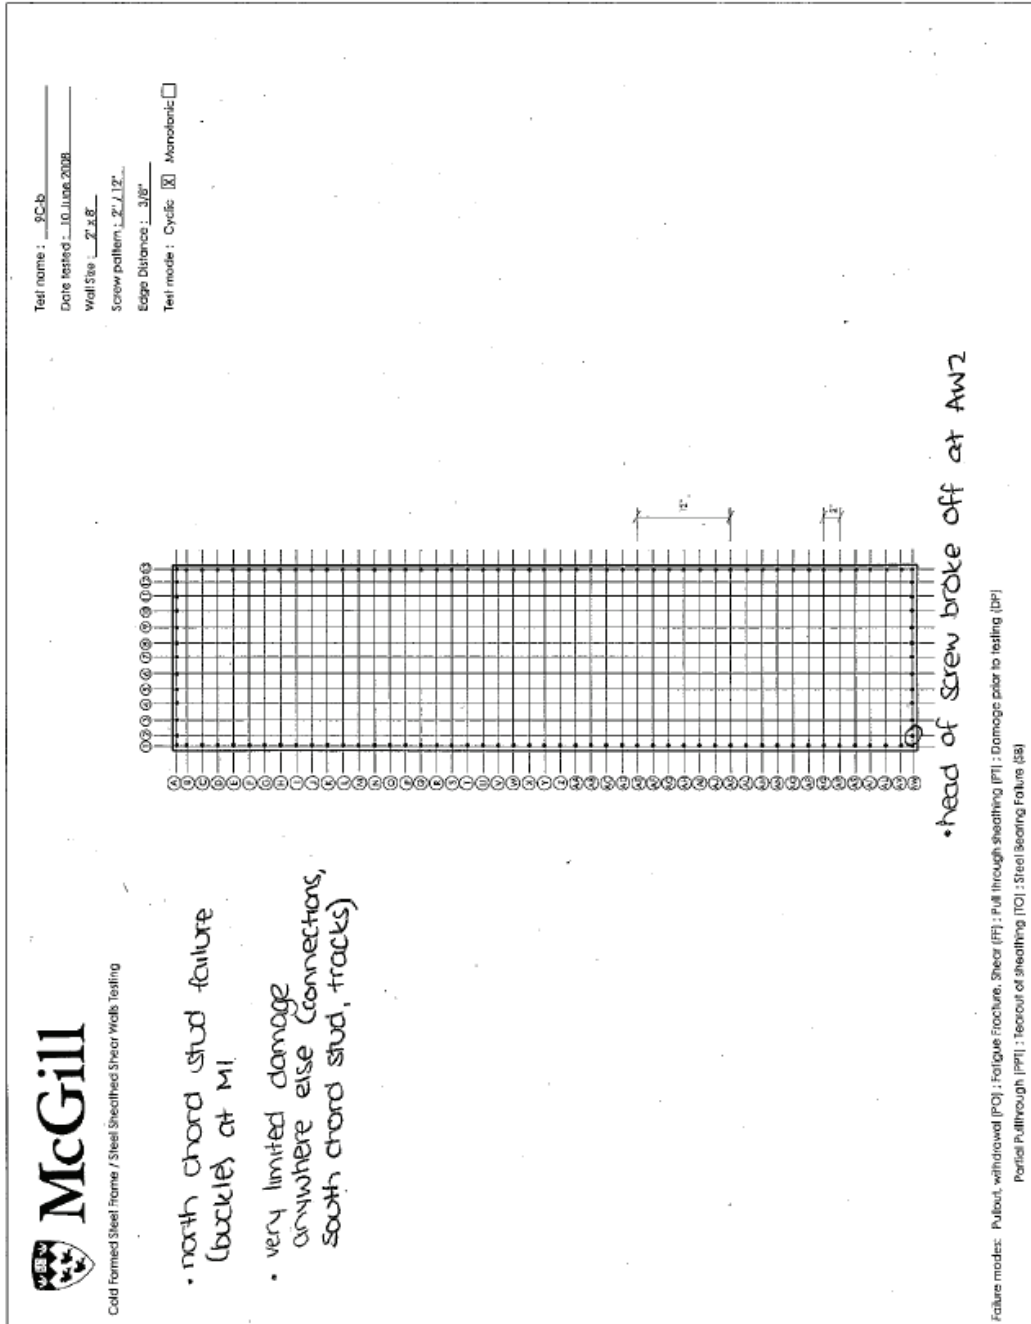 McGill
Cold Formed Steel Frame / Steel Sheathed Shear Walls Testing
Test name : 9C-b
Date tested : 10 June 2008
Wall Size : 2' x 8'
Screw pattern : 2" / 12"
Edge Distance : 3/8"
Test mode : Cyclic X Monotonic
• north chord stud failure
(buckles at M1
• very limited damage
anywhere else (connections,
south chord stud, tracks)
12"
2"
• head of screw broke off at AW2
Failure modes: Pullout, withdrawal (PO) ; Fatigue Fracture, Shear (FF) ; Pull through sheathing (PT) ; Damage prior to testing (DP)
Partial Pullthrough (PPT) ; Tearout of sheathing (TO) ; Steel Bearing Failure (SB)